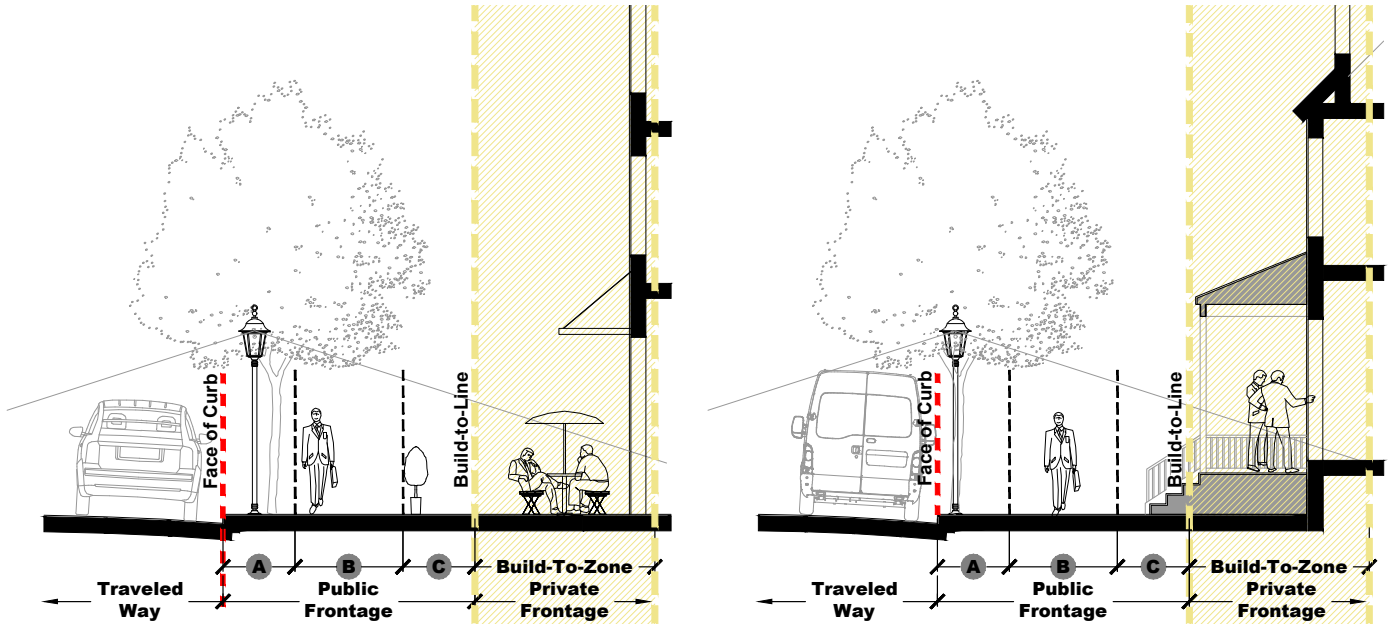 Face of Curb
Build-to-Line
A
B
C
Build-To-Zone
Traveled
Way
Public
Frontage
Private
Frontage
Face of Curb
Build-to-Line
A
B
C
Build-To-Zone
Traveled
Way
Public
Frontage
Private
Frontage